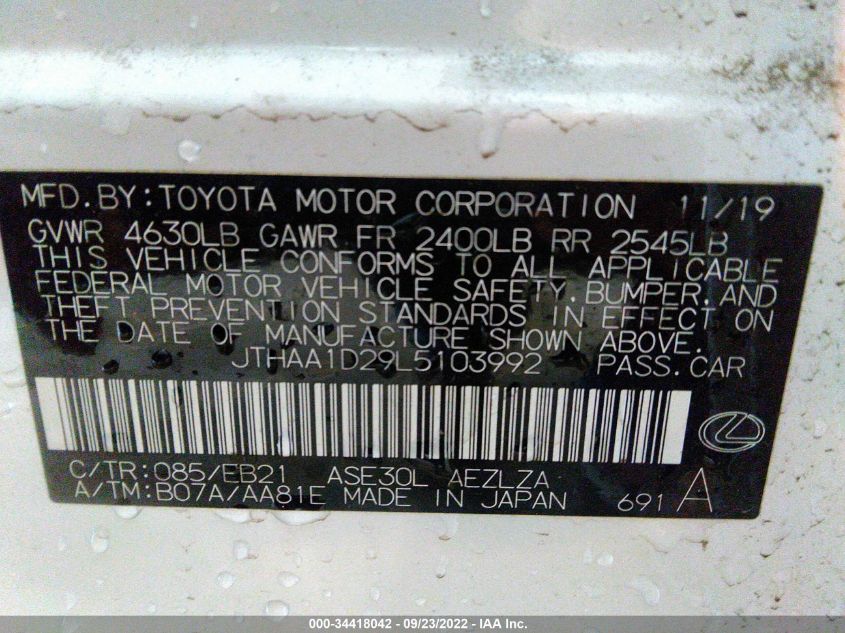 MFD.BY:TOYOTA MOTOR CORPORATION 11/19
GVWR 4630LB GAWR FR 2400LB RR 2545LB
THIS VEHICLE CONFORMS TO ALL APPLICABLE
FEDERAL MOTOR VEHICLE SAFETY,BUMPER,AND
THEFT PREVENTION STANDARDS IN EFFECT ON
THE DATE OF MANUFACTURE SHOWN ABOVE.
JTHAA1D29L5103992 PASS.CAR
C/TR:085/EB21 ASE30L AEZLZA
A/TM:B07A/AA81E MADE IN JAPAN 691 A
000-34418042 - 09/23/2022 - IAA Inc.